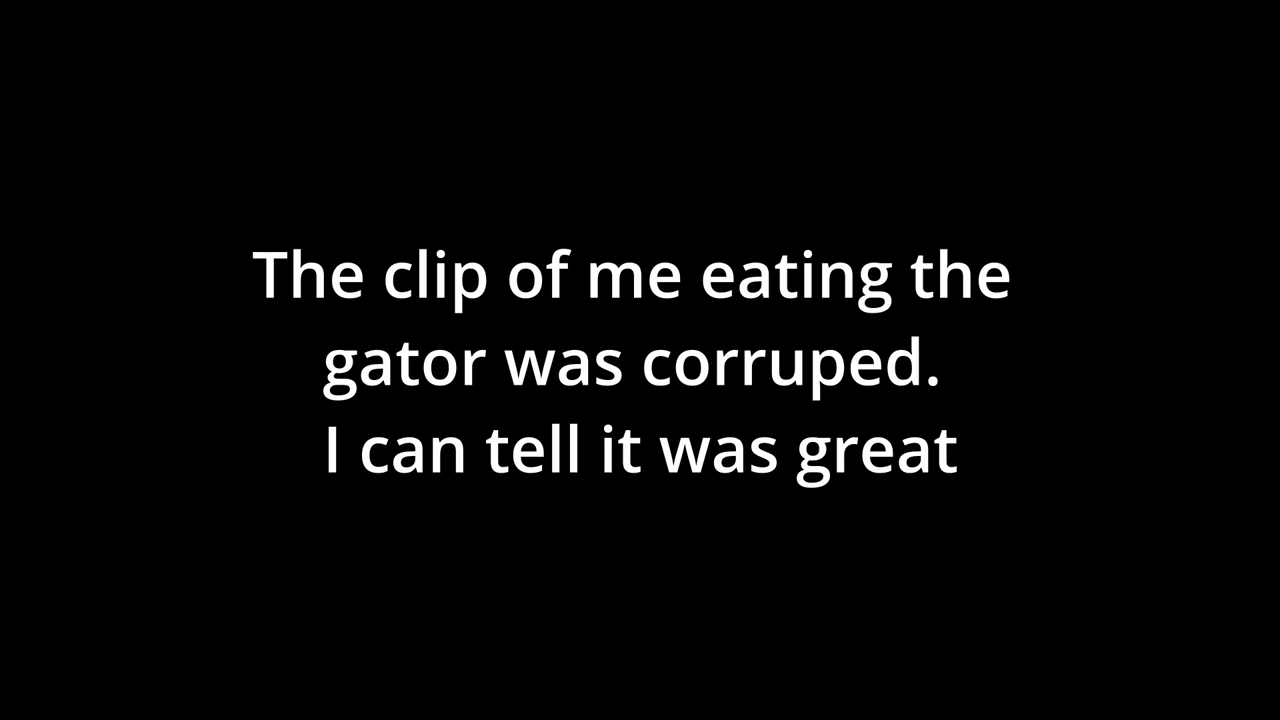 The clip of me eating the
gator was corruped.
I can tell it was great